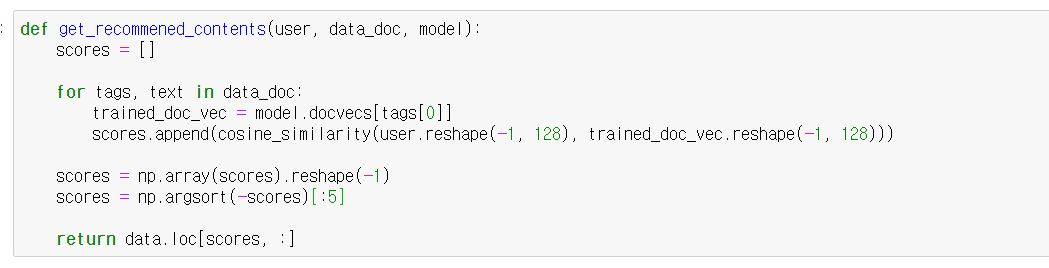 def get_recommened_contents(user, data_doc, model):
    scores = []
    for tags, text in data_doc:
        trained_doc_vec = model.docvecs[tags[0]]
        scores.append(cosine_similarity(user.reshape(-1, 128), trained_doc_vec.reshape(-1, 128)))
    scores = np.array(scores).reshape(-1)
    scores = np.argsort(-scores)[:5]
    return data.loc[scores, :]